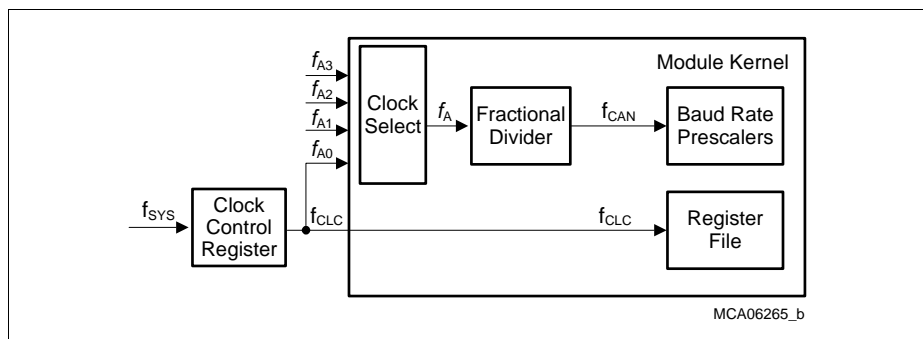 Module Kernel
fA3
fA2
fA1
fA0
Clock
Select
fA
Fractional
Divider
fCAN
Baud Rate
Prescalers
fSYS
Clock
Control
Register
fCLC
fCLC
Register
File
MCA06265_b